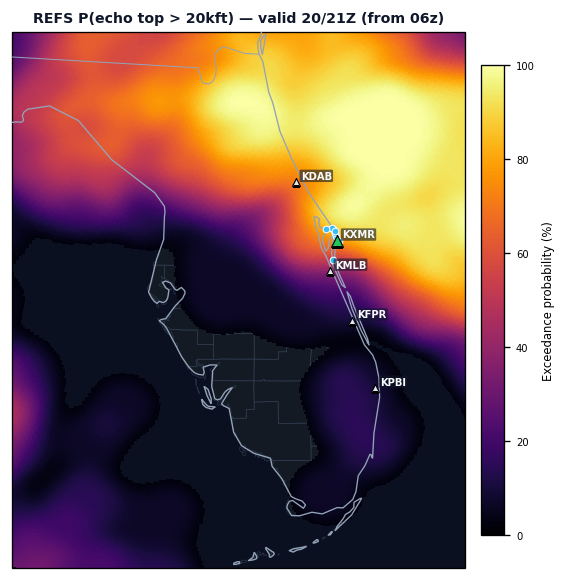 REFS P(echo top > 20kft) — valid 20/21Z (from 06z)
KDAB
KXMR
KMLB
KFPR
KPBI
100
80
60
40
20
0
Exceedance probability (%)